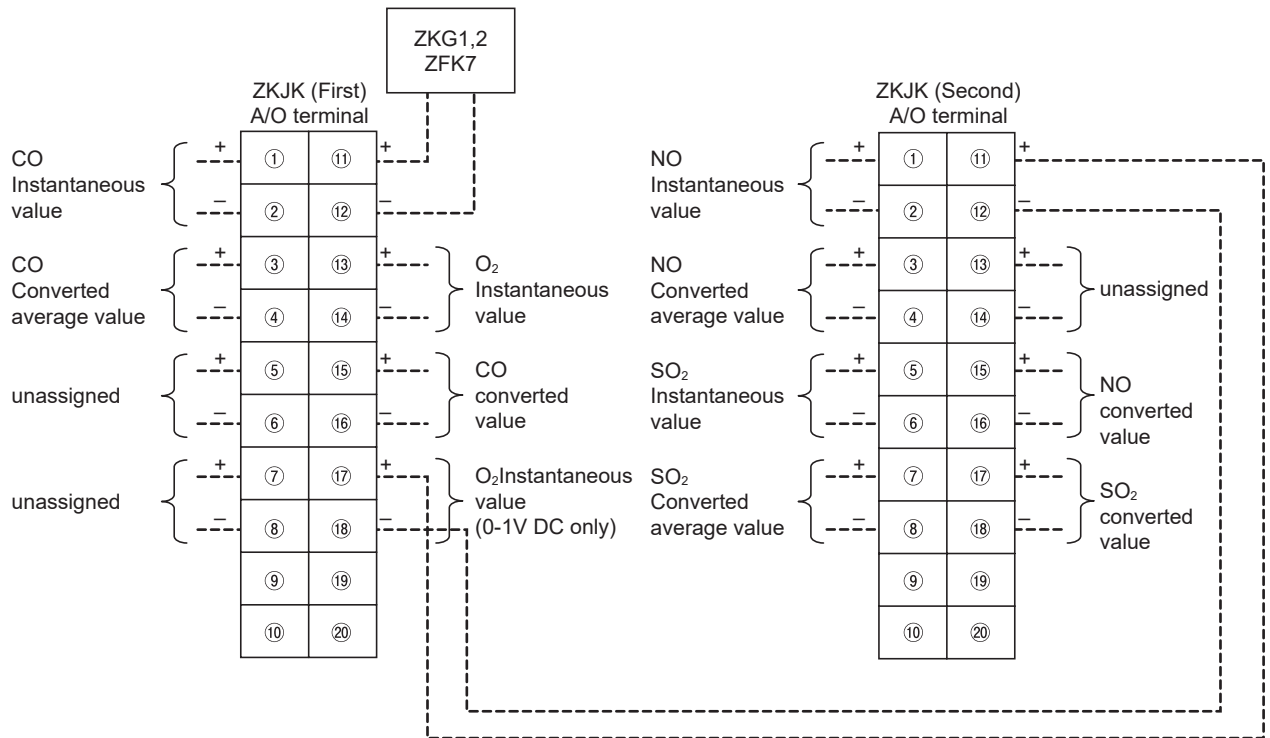 ZKG1,2
ZFK7
ZKJK (First)
A/O terminal
CO
Instantaneous
value
+
–
① ⑪
② ⑫
+
–
CO
Converted
average value
+
–
③ ⑬
④ ⑭
+
–
O₂
Instantaneous
value
unassigned
+
–
⑤ ⑮
⑥ ⑯
+
–
CO
converted
value
unassigned
+
–
⑦ ⑰
⑧ ⑱
+
–
O₂Instantaneous
value
(0-1V DC only)
⑨ ⑲
⑩ ⑳
ZKJK (Second)
A/O terminal
NO
Instantaneous
value
+
–
① ⑪
② ⑫
+
–
NO
Converted
average value
+
–
③ ⑬
④ ⑭
+
–
unassigned
SO₂
Instantaneous
value
+
–
⑤ ⑮
⑥ ⑯
+
–
NO
converted
value
SO₂
Converted
average value
+
–
⑦ ⑰
⑧ ⑱
+
–
SO₂
converted
value
⑨ ⑲
⑩ ⑳